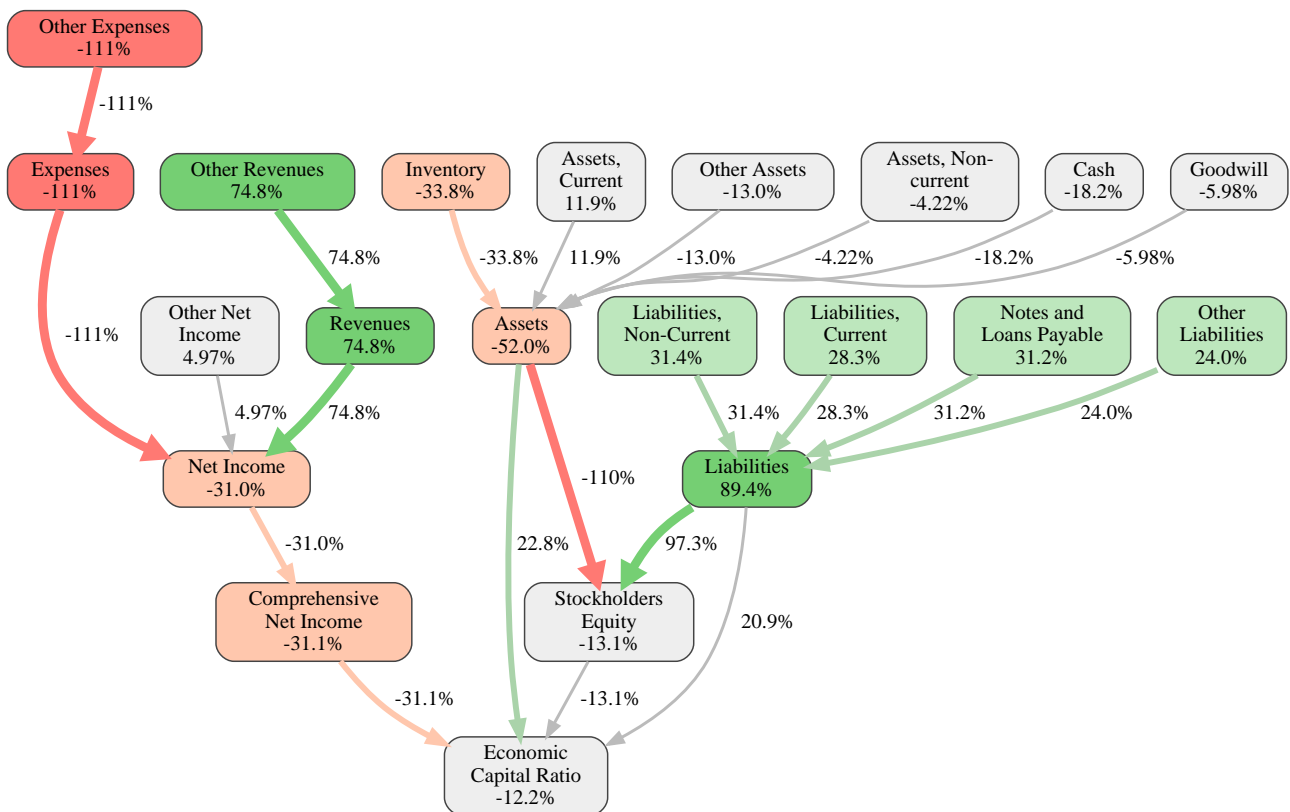 Other Expenses
-111%
-111%
Expenses
-111%
Other Revenues
74.8%
Inventory
-33.8%
Assets,
Current
11.9%
Other Assets
-13.0%
Assets, Non-
current
-4.22%
Cash
-18.2%
Goodwill
-5.98%
74.8%
-33.8%
11.9%
-13.0%
-4.22%
-18.2%
-5.98%
-111%
Other Net
Income
4.97%
Revenues
74.8%
Assets
-52.0%
Liabilities,
Non-Current
31.4%
Liabilities,
Current
28.3%
Notes and
Loans Payable
31.2%
Other
Liabilities
24.0%
4.97%
74.8%
31.4%
28.3%
31.2%
24.0%
Net Income
-31.0%
-110%
Liabilities
89.4%
-31.0%
22.8%
97.3%
Comprehensive
Net Income
-31.1%
Stockholders
Equity
-13.1%
20.9%
-31.1%
-13.1%
Economic
Capital Ratio
-12.2%